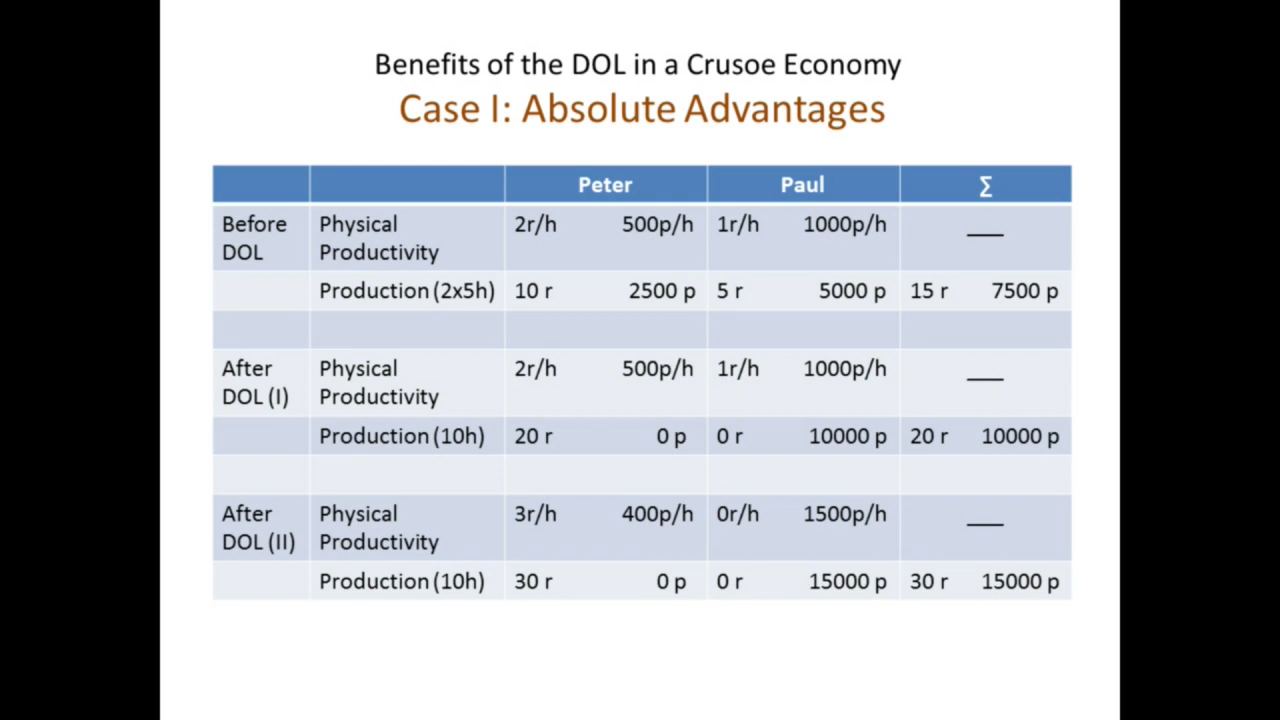 Benefits of the DOL in a Crusoe Economy
Case I: Absolute Advantages
Peter Paul ∑
Before DOL Physical Productivity 2r/h 500p/h 1r/h 1000p/h ___
Production (2x5h) 10 r 2500 p 5 r 5000 p 15 r 7500 p
After DOL (I) Physical Productivity 2r/h 500p/h 1r/h 1000p/h ___
Production (10h) 20 r 0 p 0 r 10000 p 20 r 10000 p
After DOL (II) Physical Productivity 3r/h 400p/h 0r/h 1500p/h ___
Production (10h) 30 r 0 p 0 r 15000 p 30 r 15000 p